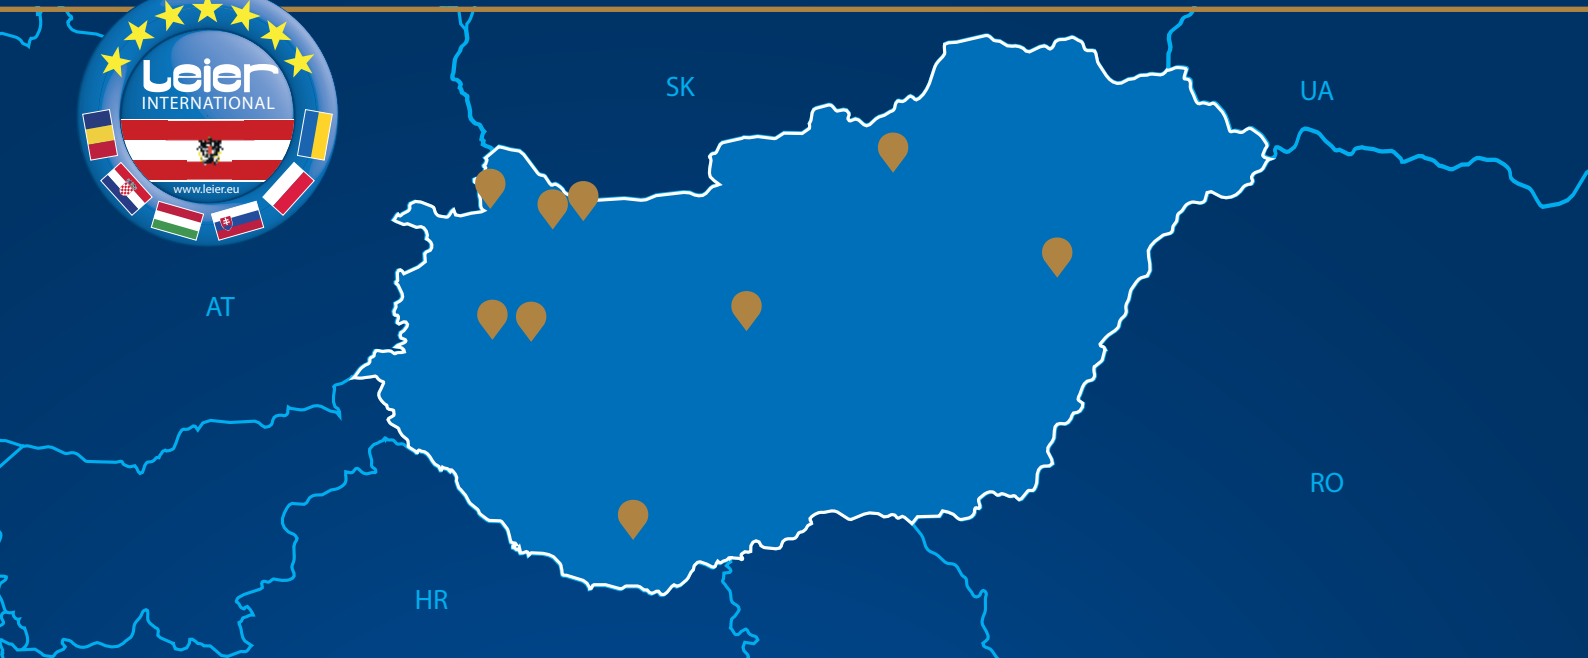 Leier
INTERNATIONAL
www.leier.eu
SK
UA
AT
RO
HR